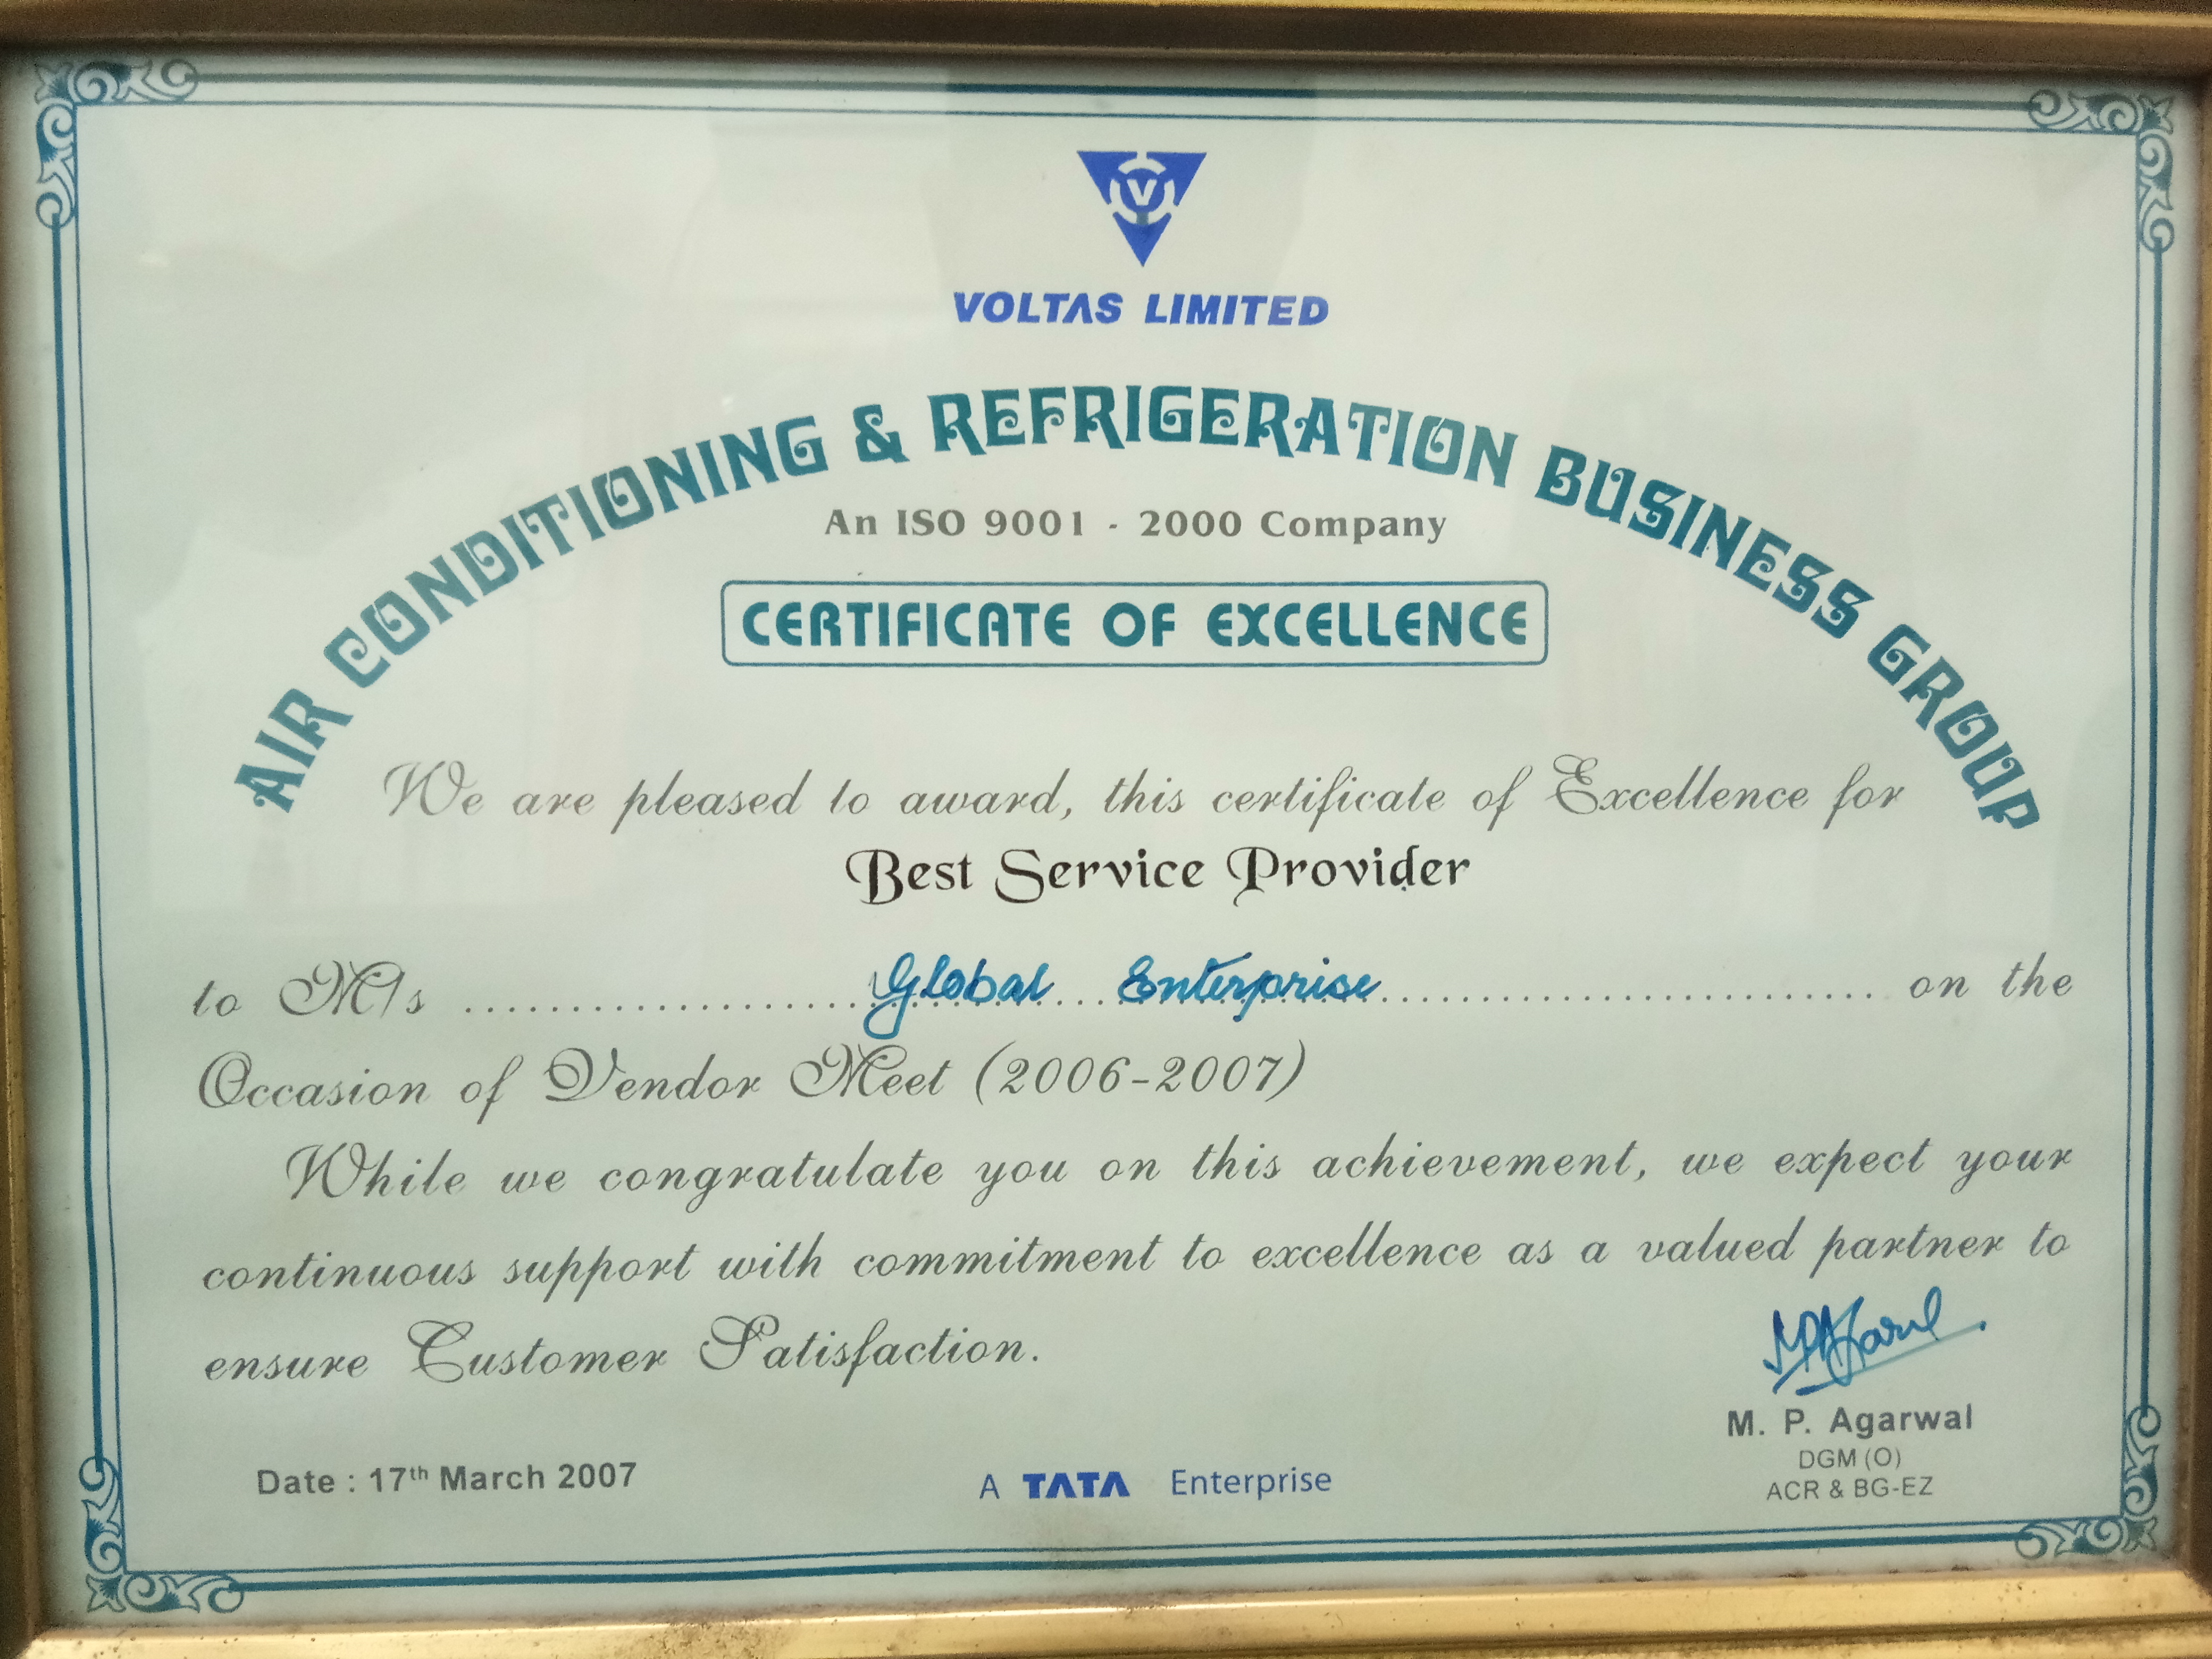 V
VOLTAS LIMITED
AIR CONDITIONING & REFRIGERATION BUSINESS GROUP
An ISO 9001 - 2000 Company
CERTIFICATE OF EXCELLENCE
We are pleased to award, this certificate of Excellence for
Best Service Provider
to M/s ........ Global Enterprise ........ on the
Occasion of Vendor Meet (2006-2007)
While we congratulate you on this achievement, we expect your
continuous support with commitment to excellence as a valued partner to
ensure Customer Satisfaction.
M. P. Agarwal
DGM (O)
ACR & BG-EZ
Date : 17th March 2007
A TATA Enterprise